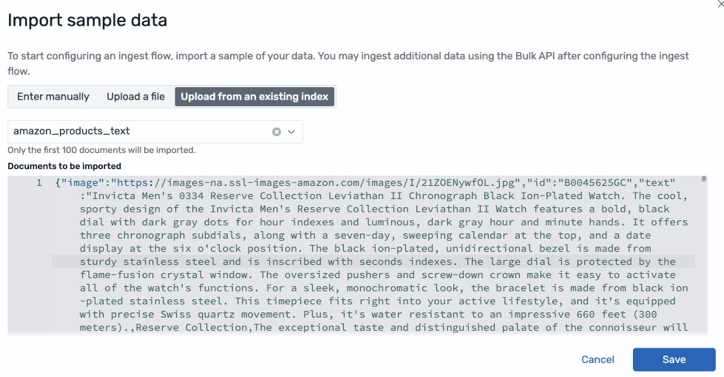 Import sample data
To start configuring an ingest flow, import a sample of your data. You may ingest additional data using the Bulk API after configuring the ingest
flow.
Enter manually Upload a file Upload from an existing index
amazon_products_text
Only the first 100 documents will be imported.
Documents to be imported
1 {"image":"https://images-na.ssl-images-amazon.com/images/I/21ZOENywfOL.jpg","id":"B0045625GC","text"
:"Invicta Men's 0334 Reserve Collection Leviathan II Chronograph Black Ion-Plated Watch. The cool,
sporty design of the Invicta Men's Reserve Collection Leviathan II Watch features a bold, black
dial with dark gray dots for hour indexes and luminous, dark gray hour and minute hands. It offers
three chronograph subdials, along with a seven-day, sweeping calendar at the top, and a date
display at the six o'clock position. The black ion-plated, unidirectional bezel is made from
sturdy stainless steel and is inscribed with seconds indexes. The large dial is protected by the
flame-fusion crystal window. The oversized pushers and screw-down crown make it easy to activate
all of the watch's functions. For a sleek, monochromatic look, the bracelet is made from black ion
-plated stainless steel. This timepiece fits right into your active lifestyle, and it's equipped
with precise Swiss quartz movement. Plus, it's water resistant to an impressive 660 feet (300
meters).,Reserve Collection,The exceptional taste and distinguished palate of the connoisseur will
Cancel Save